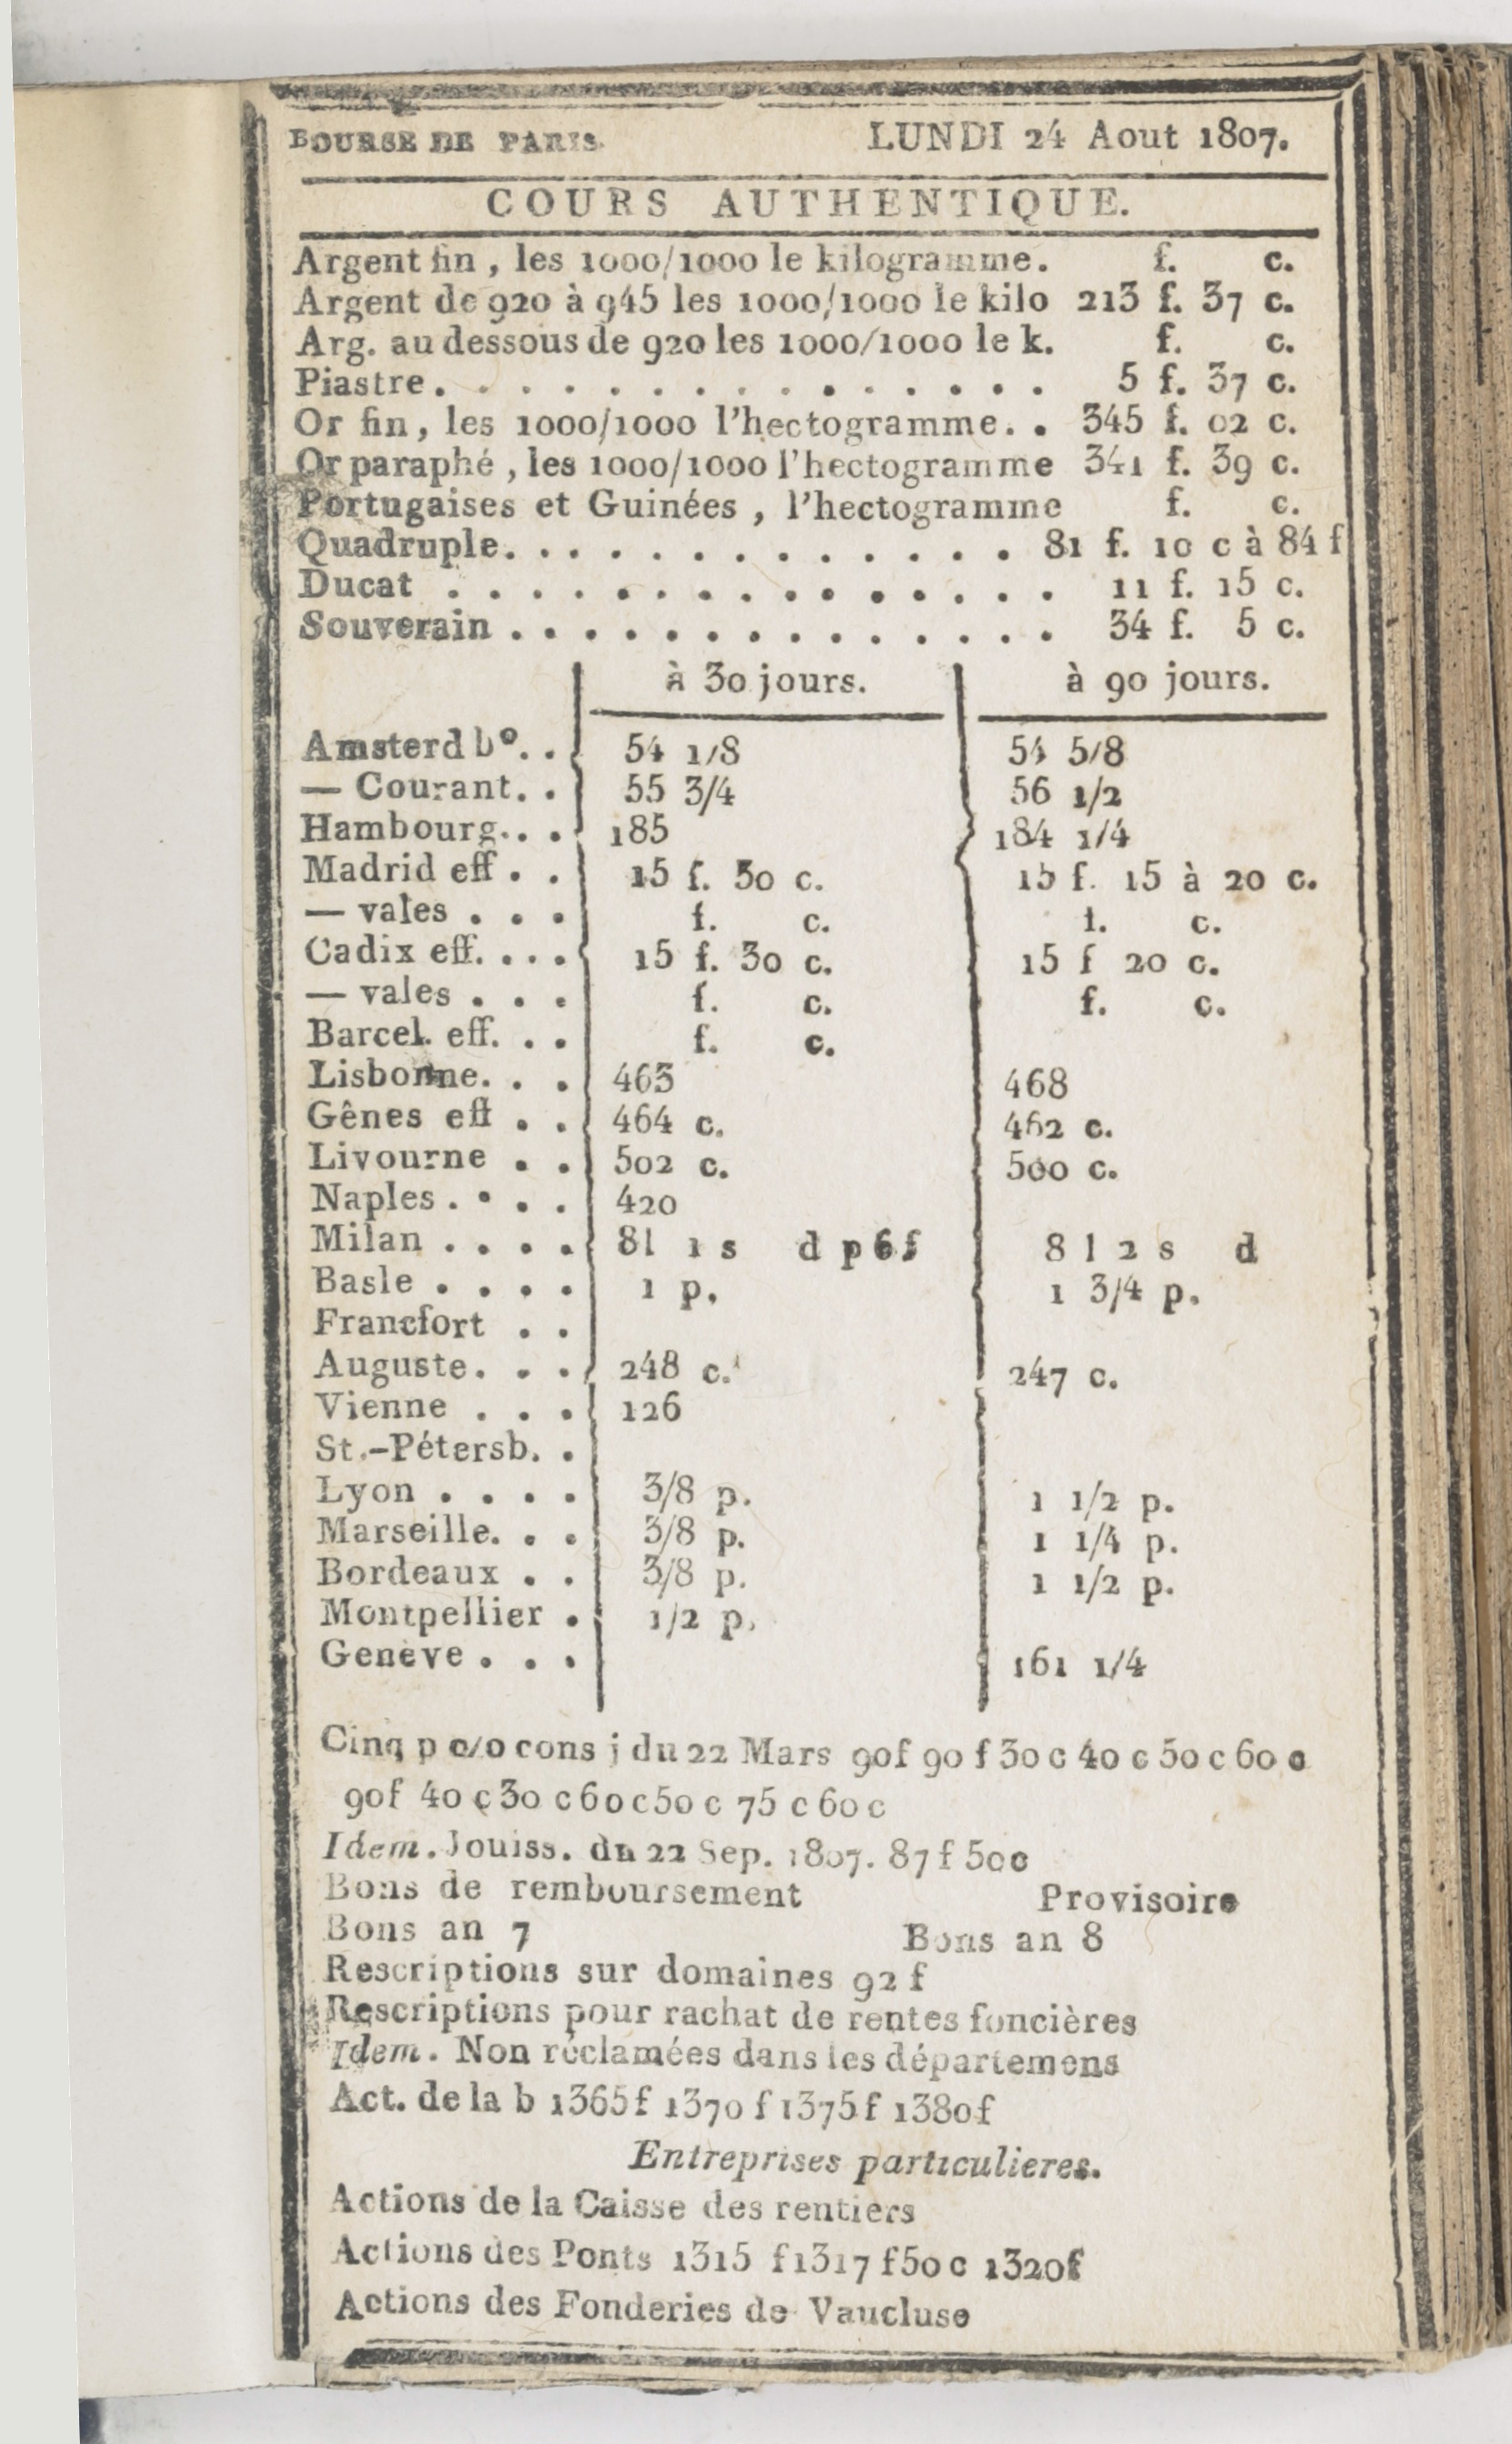 BOURSE DE PARIS. LUNDI 24 Aout 1807.
COURS AUTHENTIQUE.
Argent fin , les 1000/1000 le kilogramme. f. c.
Argent de 920 à 945 les 1000/1000 le kilo 213 f. 37 c.
Arg. au dessous de 920 les 1000/1000 le k. f. c.
Piastre. . . . . . . . . . . . . . . 5 f. 37 c.
Or fin, les 1000/1000 l'hectogramme. . 345 f. 02 c.
Or paraphé , les 1000/1000 l'hectogramme 341 f. 39 c.
Portugaises et Guinées , l'hectogramme f. c.
Quadruple. . . . . . . . . . . . . 81 f. 10 c à 84 f
Ducat . . . . . . . . . . . . . . . 11 f. 15 c.
Souverain . . . . . . . . . . . . . . 34 f. 5 c.
à 30 jours. à 90 jours.
Amsterd b°. . 54 1/8 54 5/8
— Courant. . 55 3/4 56 1/2
Hambourg. . . 185 184 1/4
Madrid eff . . 15 f. 30 c. 15 f. 15 à 20 c.
— vales . . . f. c. f. c.
Cadix eff. . . . 15 f. 30 c. 15 f 20 c.
— vales . . . f. c. f. c.
Barcel. eff. . . f. c.
Lisbonne. . . 463 468
Gênes eff . . 464 c. 462 c.
Livourne . . 502 c. 500 c.
Naples . . . . 420
Milan . . . . 8l 1 s d p 6 f 8 l 2 s d
Basle . . . . 1 p. 1 3/4 p.
Francfort . .
Auguste. . . 248 c. 247 c.
Vienne . . . 126
St.-Pétersb. .
Lyon . . . . 3/8 p. 1 1/2 p.
Marseille. . . 3/8 p. 1 1/4 p.
Bordeaux . . 3/8 p. 1 1/2 p.
Montpellier . 1/2 p.
Genève . . . 161 1/4
Cinq p o/o cons j du 22 Mars 90f 90 f 30 c 40 c 50 c 60 c
90f 40 c 30 c 60 c 50 c 75 c 60 c
Idem. Jouiss. du 22 Sep. 1807. 87 f 50c
Bons de remboursement Provisoire
Bons an 7 Bons an 8
Rescriptions sur domaines 92 f
Rescriptions pour rachat de rentes foncières
Idem. Non réclamées dans les départemens
Act. de la b 1365f 1370 f 1375f 1380f
Entreprises particulieres.
Actions de la Caisse des rentiers
Actions des Ponts 1315 f 1317 f 50 c 1320f
Actions des Fonderies de Vaucluse